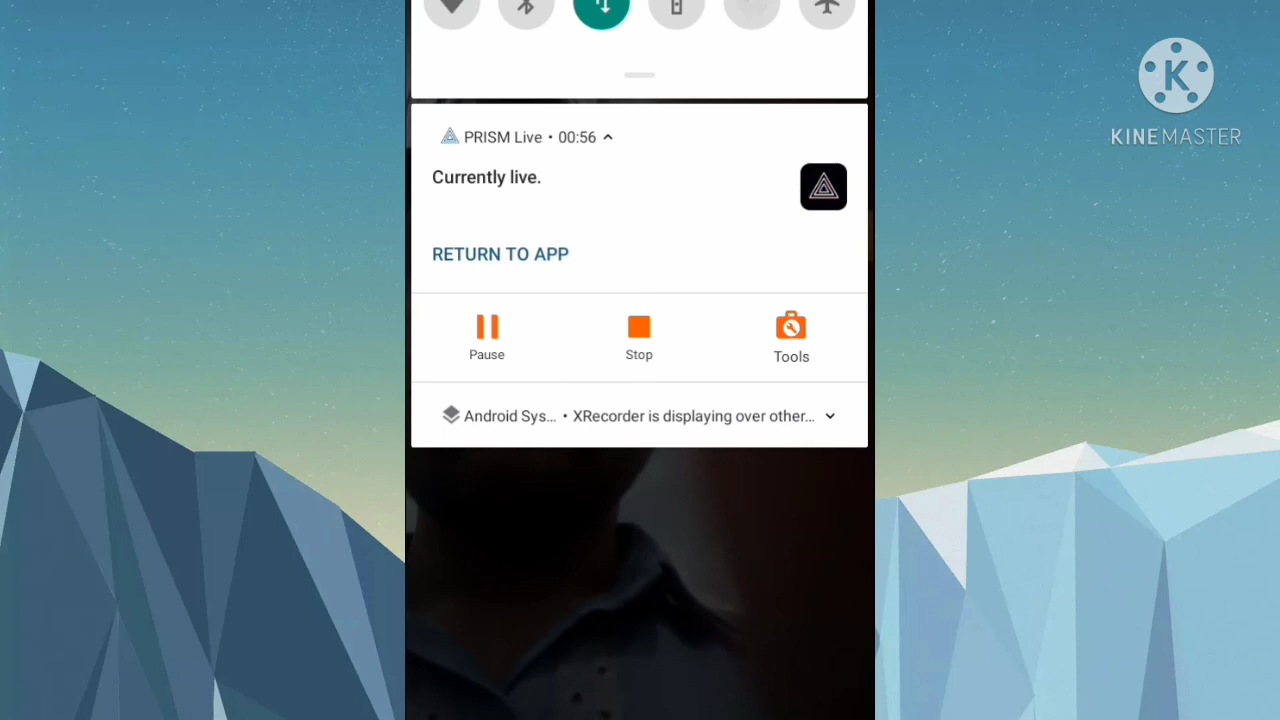 K
KINEMASTER
PRISM Live • 00:56
Currently live.
RETURN TO APP
Pause
Stop
Tools
Android Sys... • XRecorder is displaying over other...